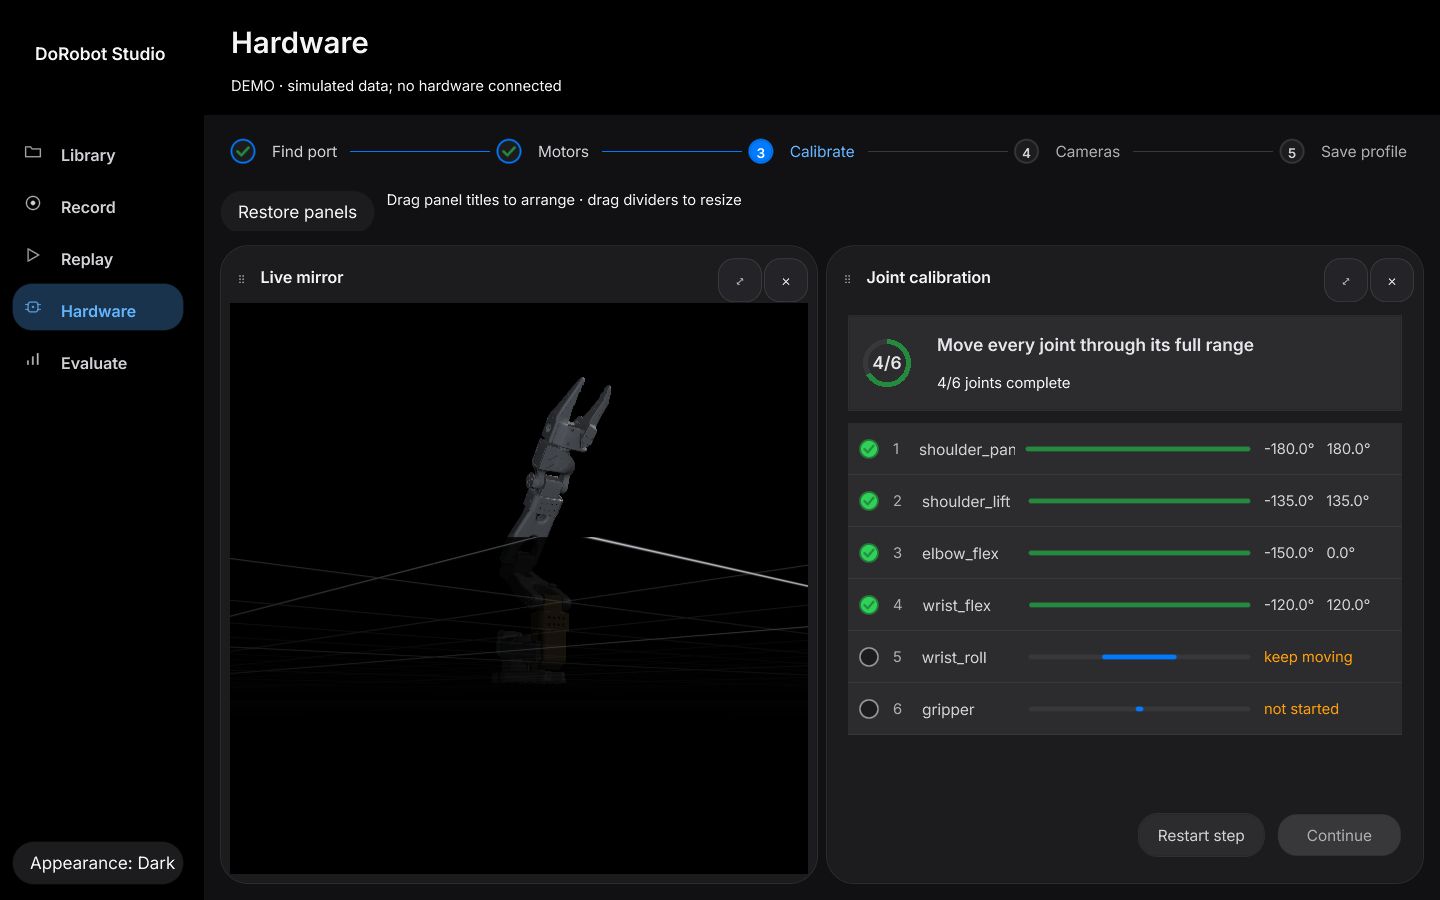 DoRobot Studio
Hardware
DEMO · simulated data; no hardware connected
Library
Record
Replay
Hardware
Evaluate
Appearance: Dark
Find port
Motors
3 Calibrate
4 Cameras
5 Save profile
Restore panels
Drag panel titles to arrange · drag dividers to resize
Live mirror
Joint calibration
4/6
Move every joint through its full range
4/6 joints complete
1 shoulder_pan -180.0° 180.0°
2 shoulder_lift -135.0° 135.0°
3 elbow_flex -150.0° 0.0°
4 wrist_flex -120.0° 120.0°
5 wrist_roll keep moving
6 gripper not started
Restart step
Continue